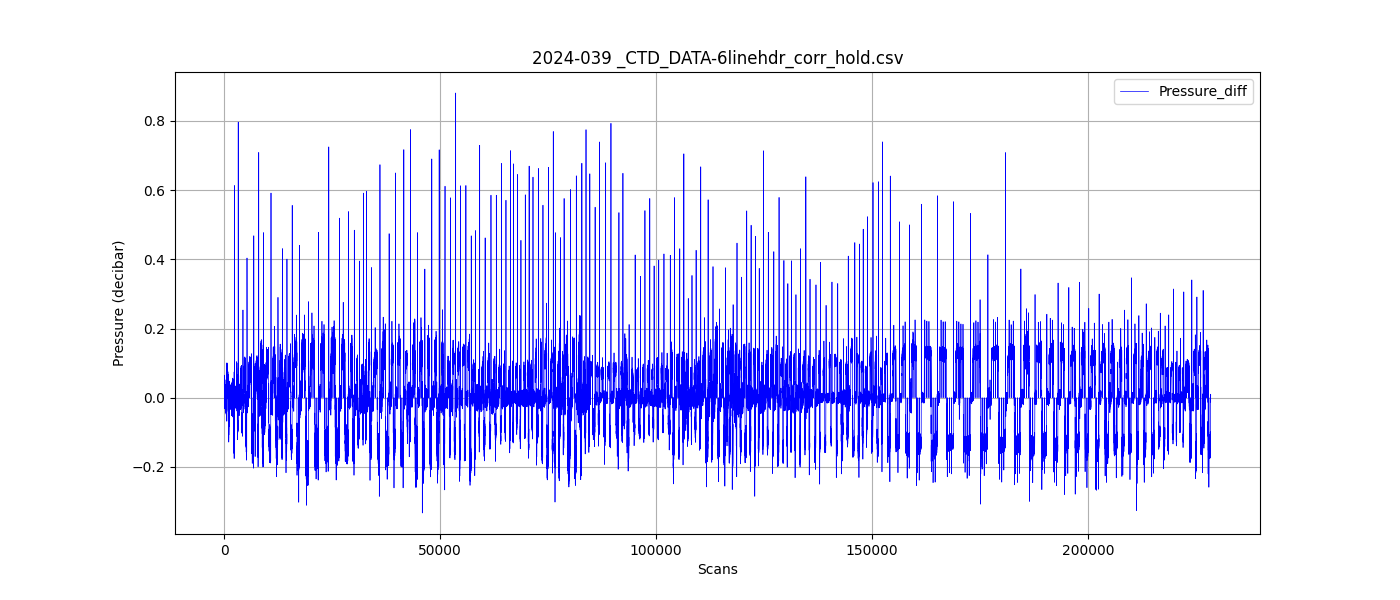 2024-039 _CTD_DATA-6linehdr_corr_hold.csv
Pressure_diff
Pressure (decibar)
0.8
0.6
0.4
0.2
0.0
−0.2
0 50000 100000 150000 200000
Scans